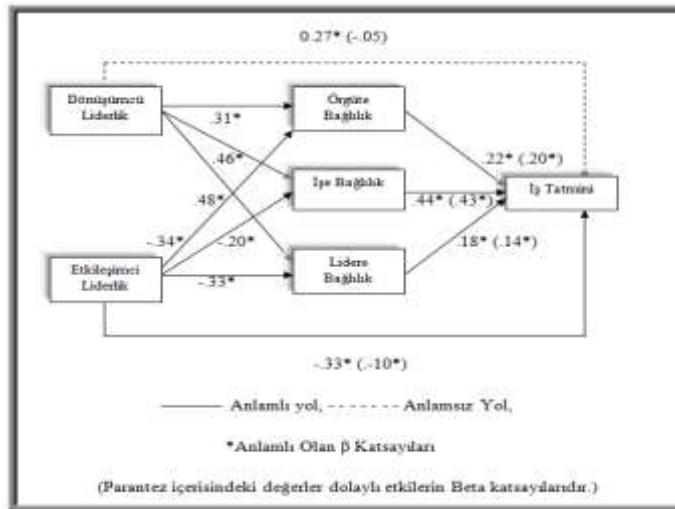 0.27* (-.05)
Dönüşümcü
Liderlik
Örgüte
Bağlılık
.31*
.46*
.22* (.20*)
İşe Bağlılık
İş Tatmini
.48*
.44* (.43*)
-.34*
-.20*
.18* (.14*)
Etkileşimci
Liderlik
Lidere
Bağlılık
-.33*
-.33* (.-10*)
Anlamlı yol, Anlamsız Yol,
*Anlamlı Olan β Katsayıları
(Parantez içerisindeki değerler dolaylı etkilerin Beta katsayılarıdır.)